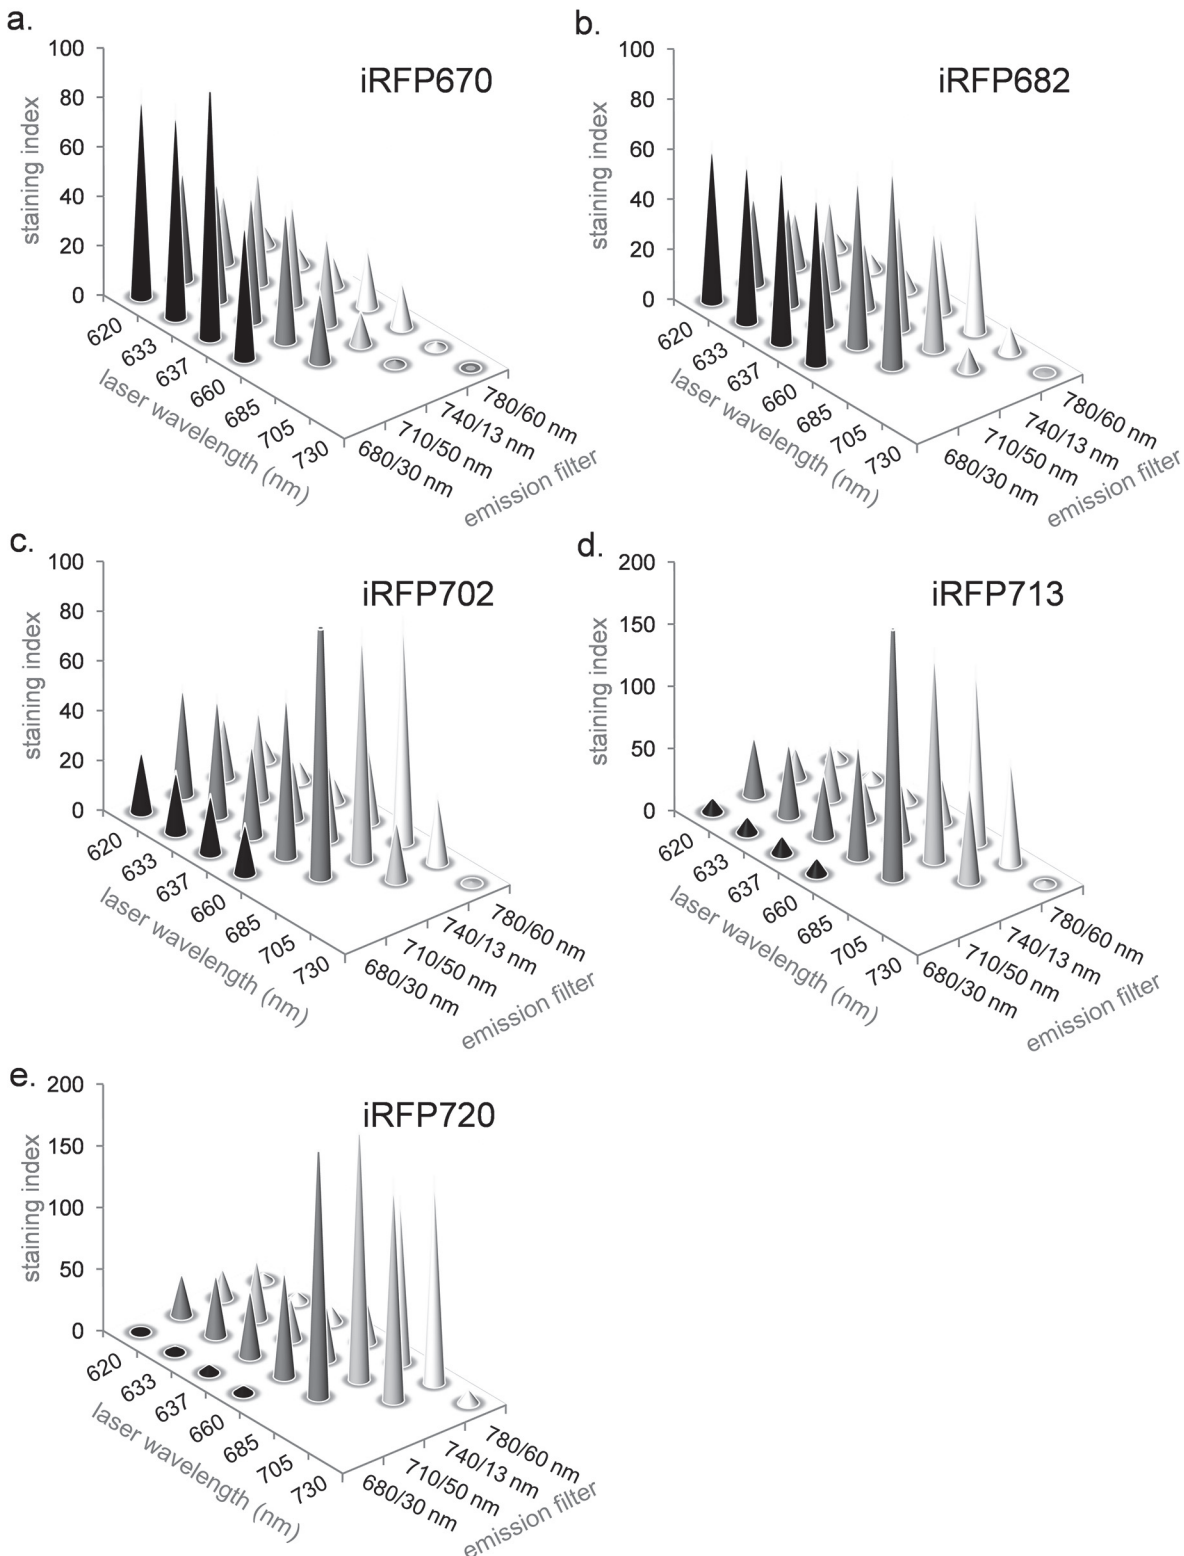 a.
iRFP670
staining index
100
80
60
40
20
0
620
633
637
660
685
705
730
laser wavelength (nm)
680/30 nm
710/50 nm
740/13 nm
780/60 nm
emission filter
b.
iRFP682
staining index
100
80
60
40
20
0
620
633
637
660
685
705
730
laser wavelength (nm)
680/30 nm
710/50 nm
740/13 nm
780/60 nm
emission filter
c.
iRFP702
staining index
100
80
60
40
20
0
620
633
637
660
685
705
730
laser wavelength (nm)
680/30 nm
710/50 nm
740/13 nm
780/60 nm
emission filter
d.
iRFP713
staining index
200
150
100
50
0
620
633
637
660
685
705
730
laser wavelength (nm)
680/30 nm
710/50 nm
740/13 nm
780/60 nm
emission filter
e.
iRFP720
staining index
200
150
100
50
0
620
633
637
660
685
705
730
laser wavelength (nm)
680/30 nm
710/50 nm
740/13 nm
780/60 nm
emission filter